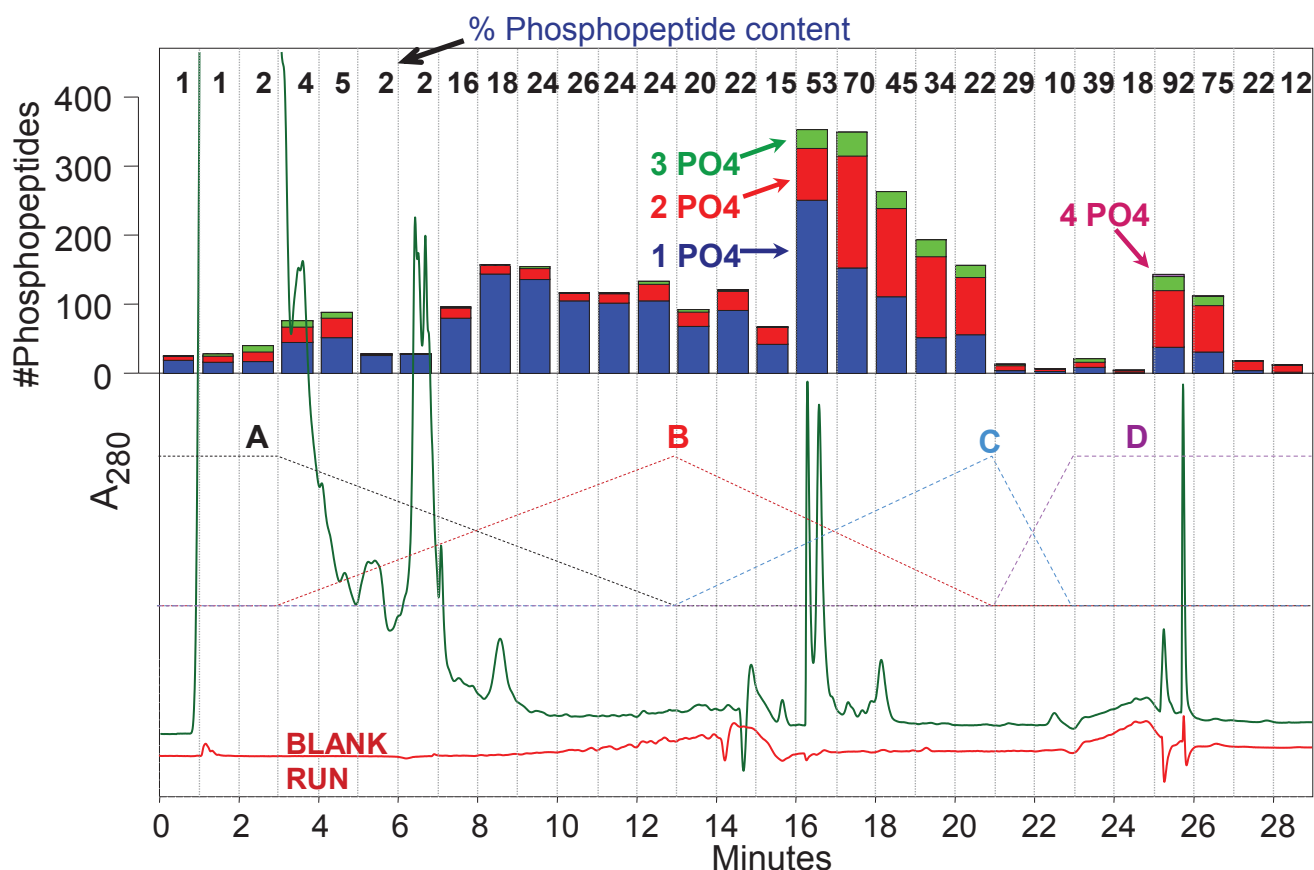 % Phosphopeptide content
1 1 2 4 5 2 2 16 18 24 26 24 24 20 22 15 53 70 45 34 22 29 10 39 18 92 75 22 12
#Phosphopeptides
400
300
200
100
0
3 PO4
2 PO4
1 PO4
4 PO4
A280
A
B
C
D
BLANK
RUN
0 2 4 6 8 10 12 14 16 18 20 22 24 26 28
Minutes